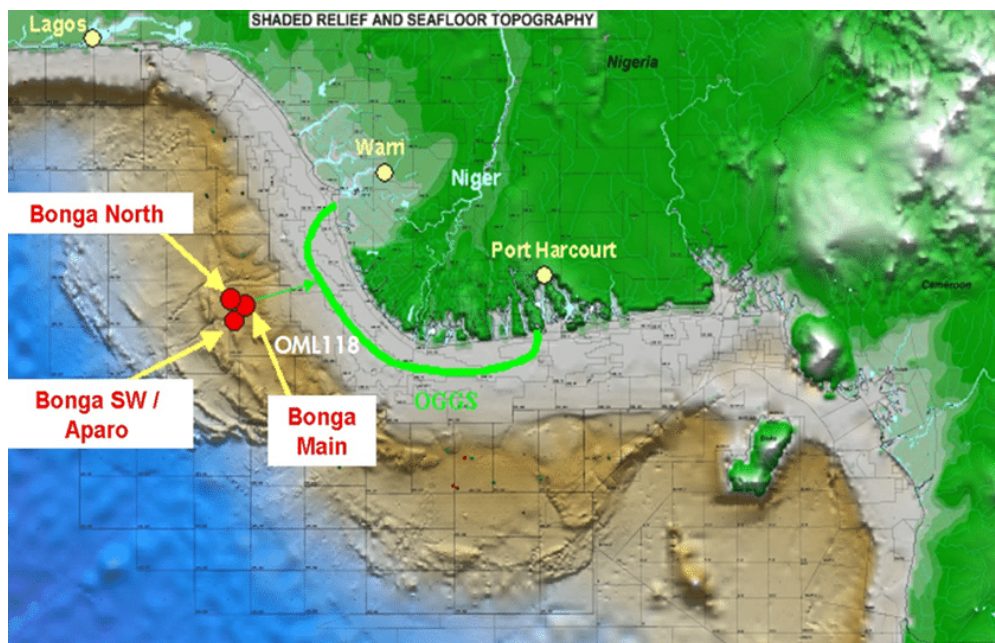 SHADED RELIEF AND SEAFLOOR TOPOGRAPHY
Lagos
Nigeria
Warri
Niger
Bonga North
Port Harcourt
Cameroon
OML118
Bonga SW /
Aparo
Bonga
Main
OGGS